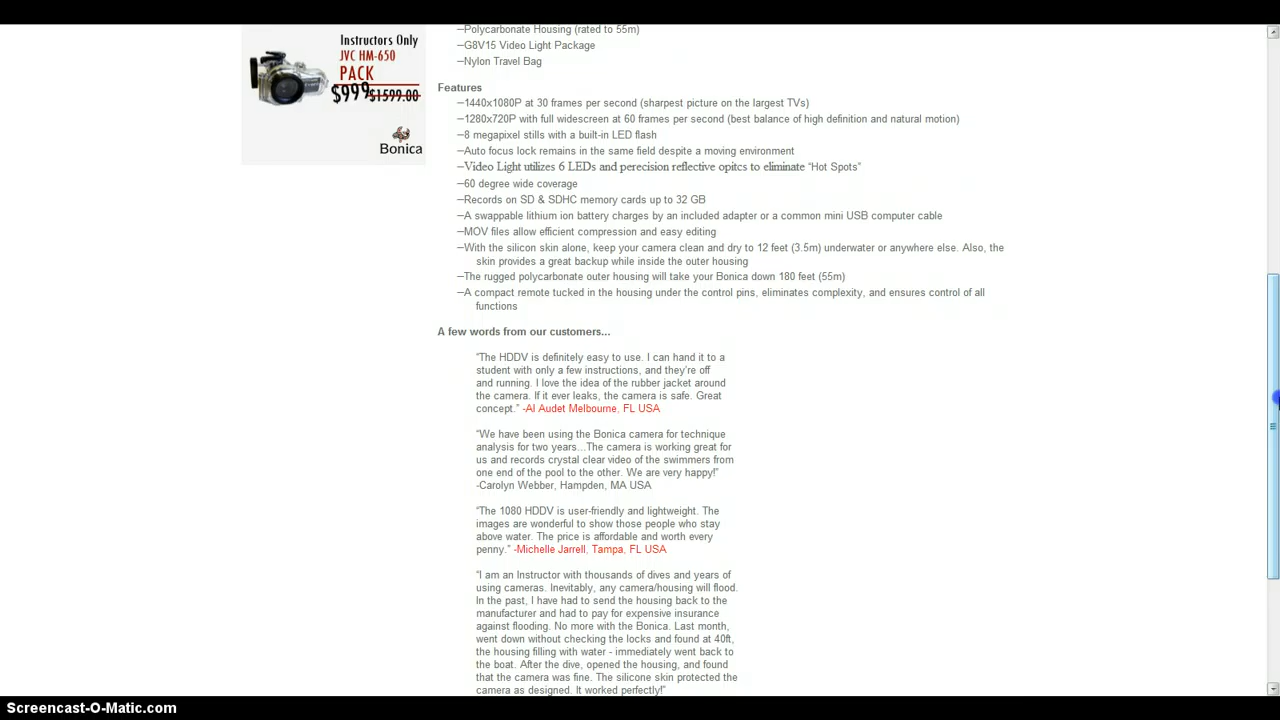 Instructors Only
JVC HM-650
PACK
$999 $1599.00
Bonica
–Polycarbonate Housing (rated to 55m)
–G8V15 Video Light Package
–Nylon Travel Bag
Features
–1440x1080P at 30 frames per second (sharpest picture on the largest TVs)
–1280x720P with full widescreen at 60 frames per second (best balance of high definition and natural motion)
–8 megapixel stills with a built-in LED flash
–Auto focus lock remains in the same field despite a moving environment
–Video Light utilizes 6 LEDs and perecision reflective opitcs to eliminate “Hot Spots”
–60 degree wide coverage
–Records on SD & SDHC memory cards up to 32 GB
–A swappable lithium ion battery charges by an included adapter or a common mini USB computer cable
–MOV files allow efficient compression and easy editing
–With the silicon skin alone, keep your camera clean and dry to 12 feet (3.5m) underwater or anywhere else. Also, the
skin provides a great backup while inside the outer housing
–The rugged polycarbonate outer housing will take your Bonica down 180 feet (55m)
–A compact remote tucked in the housing under the control pins, eliminates complexity, and ensures control of all
functions
A few words from our customers...
“The HDDV is definitely easy to use. I can hand it to a
student with only a few instructions, and they’re off
and running. I love the idea of the rubber jacket around
the camera. If it ever leaks, the camera is safe. Great
concept.” -Al Audet Melbourne, FL USA
“We have been using the Bonica camera for technique
analysis for two years...The camera is working great for
us and records crystal clear video of the swimmers from
one end of the pool to the other. We are very happy!”
-Carolyn Webber, Hampden, MA USA
“The 1080 HDDV is user-friendly and lightweight. The
images are wonderful to show those people who stay
above water. The price is affordable and worth every
penny.” -Michelle Jarrell, Tampa, FL USA
“I am an Instructor with thousands of dives and years of
using cameras. Inevitably, any camera/housing will flood.
In the past, I have had to send the housing back to the
manufacturer and had to pay for expensive insurance
against flooding. No more with the Bonica. Last month,
went down without checking the locks and found at 40ft,
the housing filling with water - immediately went back to
the boat. After the dive, opened the housing, and found
that the camera was fine. The silicone skin protected the
camera as designed. It worked perfectly!”
Screencast-O-Matic.com